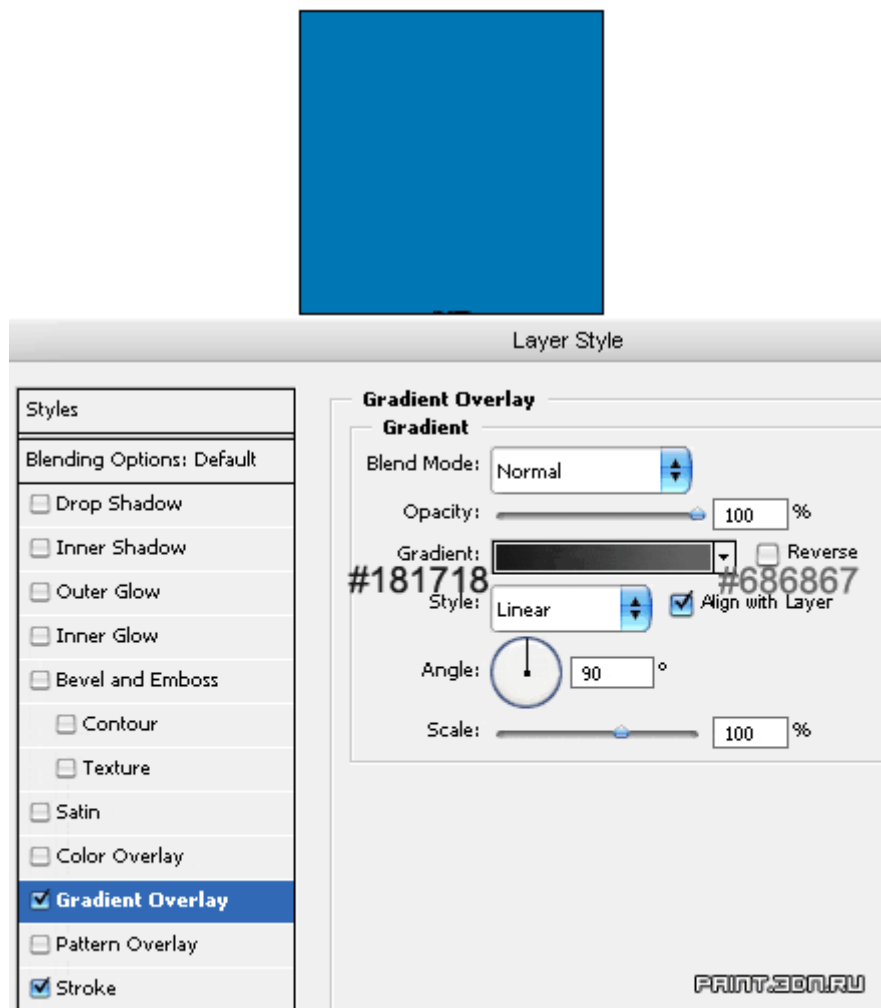 Layer Style
Styles
Blending Options: Default
Drop Shadow
Inner Shadow
Outer Glow
Inner Glow
Bevel and Emboss
Contour
Texture
Satin
Color Overlay
Gradient Overlay
Pattern Overlay
Stroke
Gradient Overlay
Gradient
Blend Mode: Normal
Opacity: 100 %
Gradient: Reverse
#181718 #686867
Style: Linear Align with Layer
Angle: 90 °
Scale: 100 %
PRINT.3DN.RU